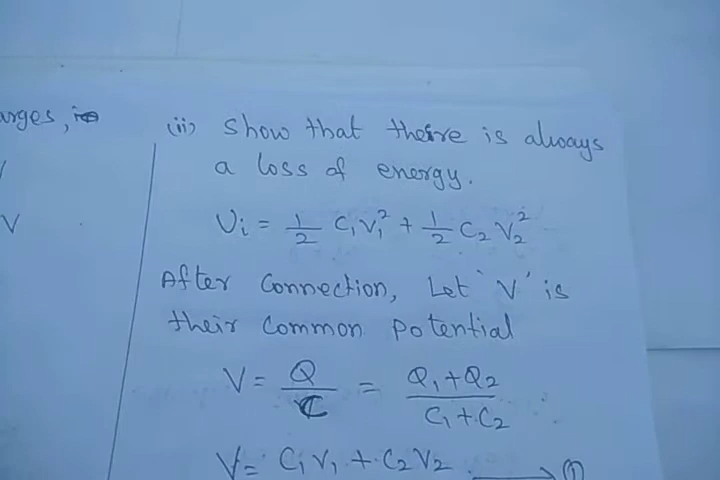 arges,
(ii) Show that there is always
a loss of energy.
Ui = 1/2 C1V1² + 1/2 C2V2²
V
After Connection, Let 'V' is
their Common potential
V = Q/C = Q1+Q2/C1+C2
V = C1V1 + C2V2 → ①